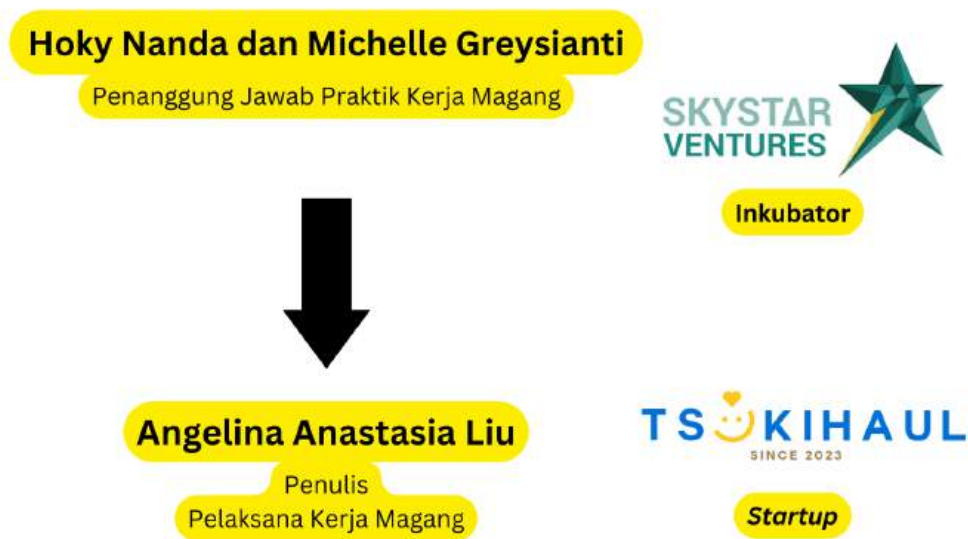 Hoky Nanda dan Michelle Greysianti
Penanggung Jawab Praktik Kerja Magang
SKYSTAR
VENTURES
Inkubator
Angelina Anastasia Liu
Penulis
Pelaksana Kerja Magang
TSUKIHAUL
SINCE 2023
Startup